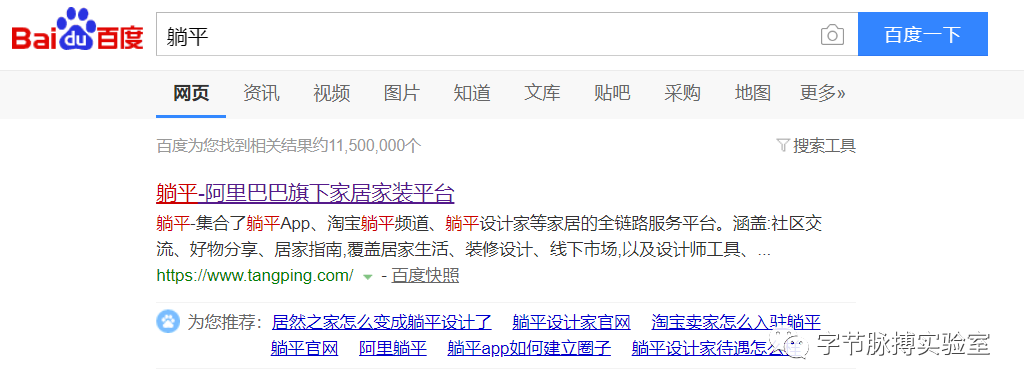 Bai du 百度 躺平 百度一下
网页 资讯 视频 图片 知道 文库 贴吧 采购 地图 更多»
百度为您找到相关结果约11,500,000个 搜索工具
躺平-阿里巴巴旗下家居家装平台
躺平-集合了躺平App、淘宝躺平频道、躺平设计家等家居的全链路服务平台。涵盖:社区交
流、好物分享、居家指南,覆盖居家生活、装修设计、线下市场,以及设计师工具、...
https://www.tangping.com/ - 百度快照
为您推荐: 居然之家怎么变成躺平设计了 躺平设计家官网 淘宝卖家怎么入驻躺平
躺平官网 阿里躺平 躺平app如何建立圈子 躺平设计家待遇怎么
字节脉搏实验室